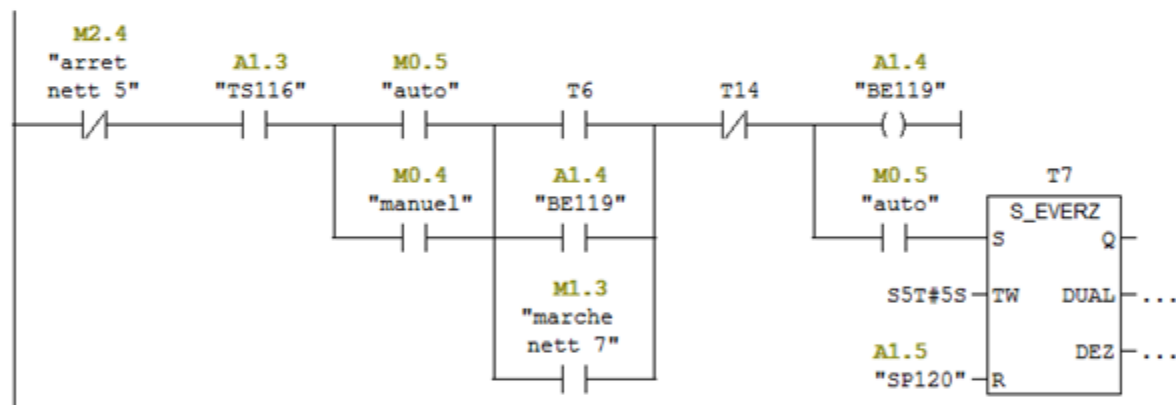 M2.4
"arret
nett 5"
A1.3
"TS116"
M0.5
"auto"
T6
T14
A1.4
"BE119"
M0.4
"manuel"
A1.4
"BE119"
M0.5
"auto"
T7
S_EVERZ
S
Q
M1.3
"marche
nett 7"
S5T#5S
TW
DUAL
...
A1.5
"SP120"
R
DEZ
...